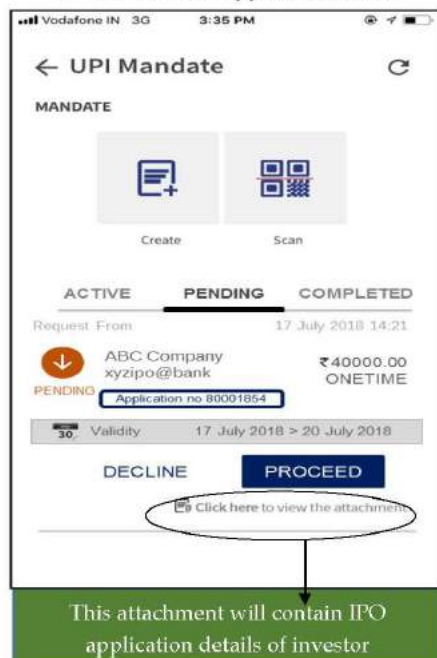 Vodafone IN 3G 3:35 PM
← UPI Mandate
MANDATE
Create Scan
ACTIVE PENDING COMPLETED
Request From 17 July 2018 14:21
ABC Company ₹40000.00
xyzipo@bank ONETIME
PENDING
Application no 80001854
30 Validity 17 July 2018 > 20 July 2018
DECLINE PROCEED
Click here to view the attachment
This attachment will contain IPO
application details of investor